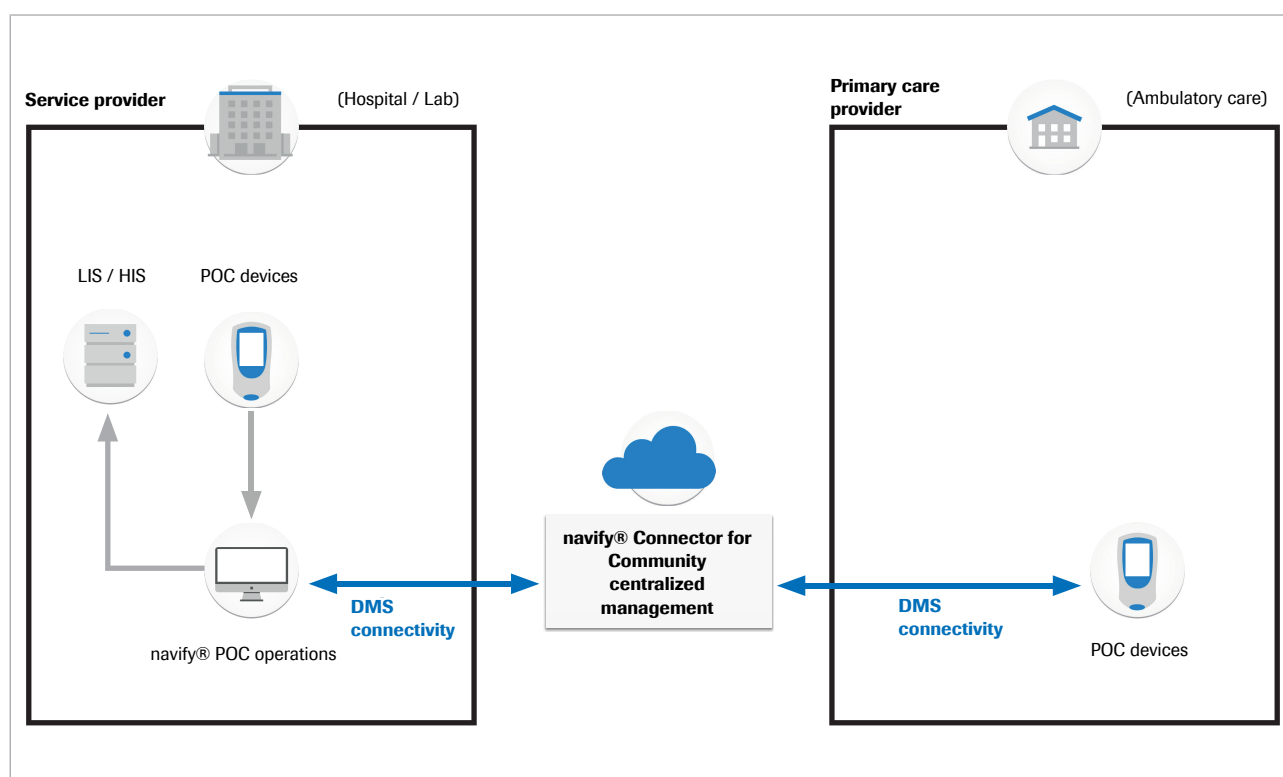 Service provider
(Hospital / Lab)
Primary care
provider
(Ambulatory care)
LIS / HIS
POC devices
navify® Connector for
Community
centralized
management
DMS
connectivity
navify® POC operations
DMS
connectivity
POC devices